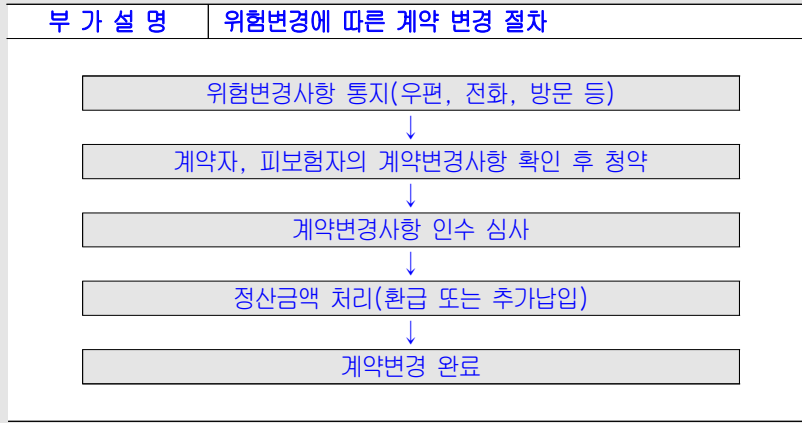 부 가 설 명 위험변경에 따른 계약 변경 절차
위험변경사항 통지(우편, 전화, 방문 등)
↓
계약자, 피보험자의 계약변경사항 확인 후 청약
↓
계약변경사항 인수 심사
↓
정산금액 처리(환급 또는 추가납입)
↓
계약변경 완료